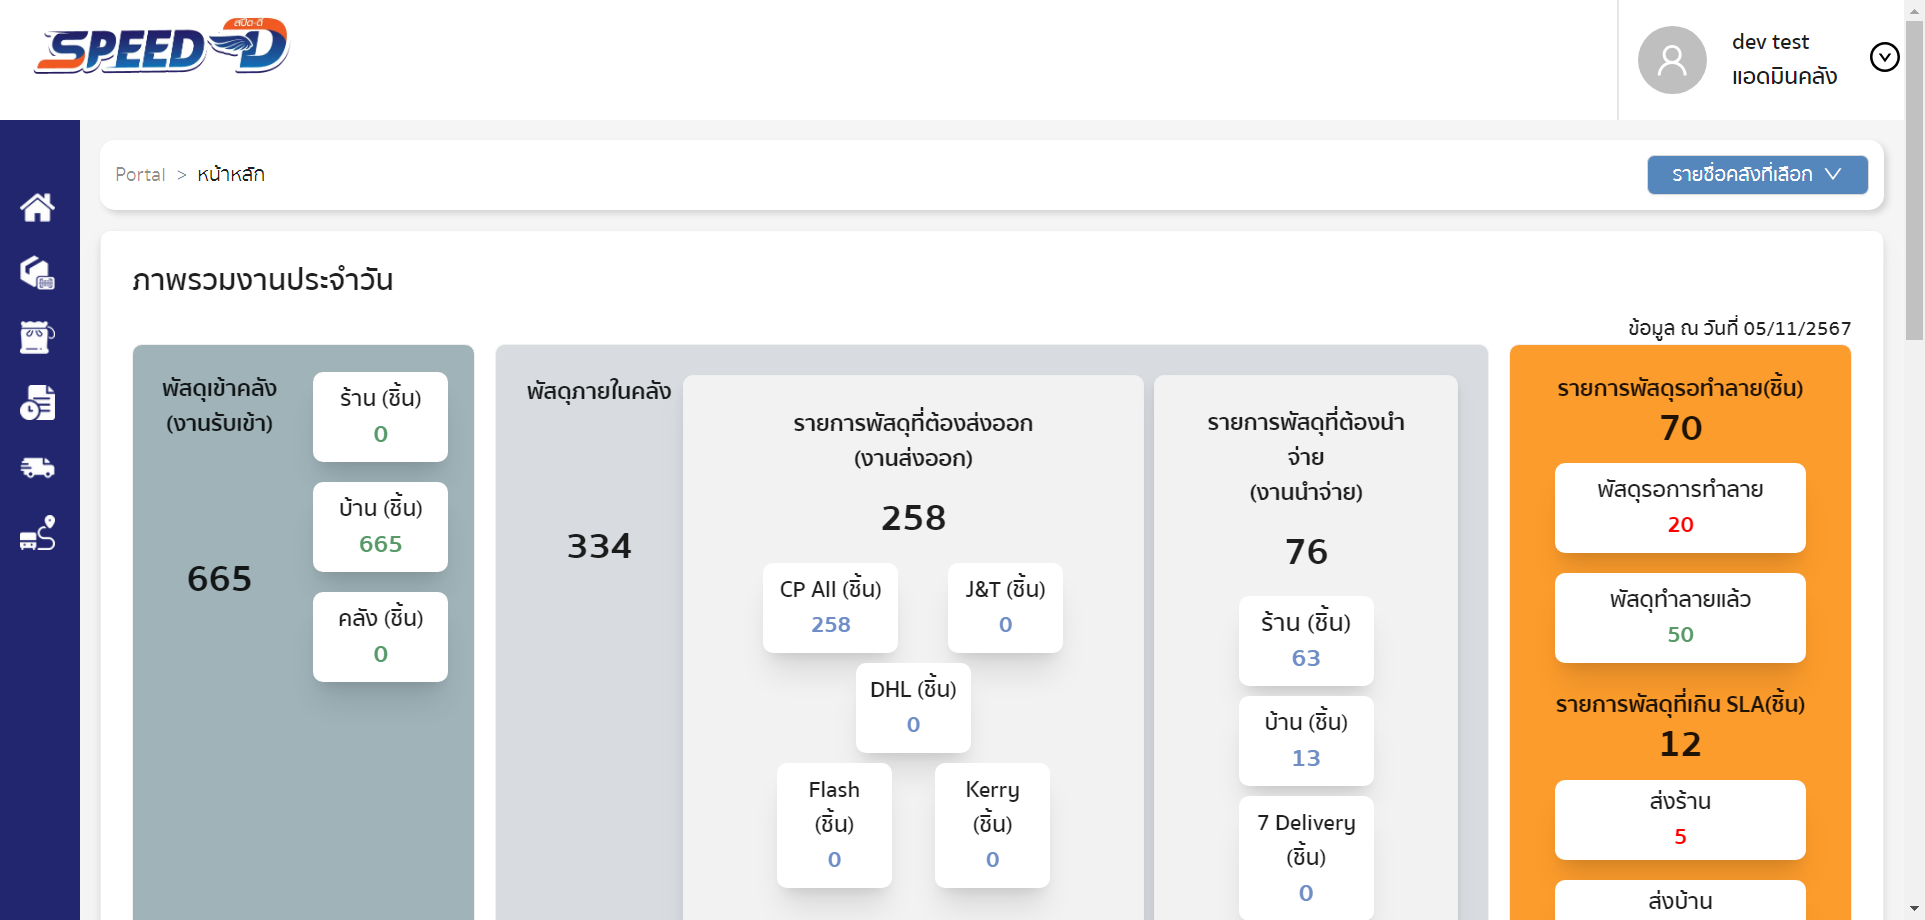 สปีด-ดี
SPEED-D
dev test
แอดมินคลัง
Portal > หน้าหลัก
รายชื่อคลังที่เลือก
ภาพรวมงานประจำวัน
ข้อมูล ณ วันที่ 05/11/2567
พัสดุเข้าคลัง
(งานรับเข้า)
665
ร้าน (ชิ้น)
0
บ้าน (ชิ้น)
665
คลัง (ชิ้น)
0
พัสดุภายในคลัง
334
รายการพัสดุที่ต้องส่งออก
(งานส่งออก)
258
CP All (ชิ้น)
258
J&T (ชิ้น)
0
DHL (ชิ้น)
0
Flash
(ชิ้น)
0
Kerry
(ชิ้น)
0
รายการพัสดุที่ต้องนำ
จ่าย
(งานนำจ่าย)
76
ร้าน (ชิ้น)
63
บ้าน (ชิ้น)
13
7 Delivery
(ชิ้น)
0
รายการพัสดุรอทำลาย(ชิ้น)
70
พัสดุรอการทำลาย
20
พัสดุทำลายแล้ว
50
รายการพัสดุที่เกิน SLA(ชิ้น)
12
ส่งร้าน
5
ส่งบ้าน